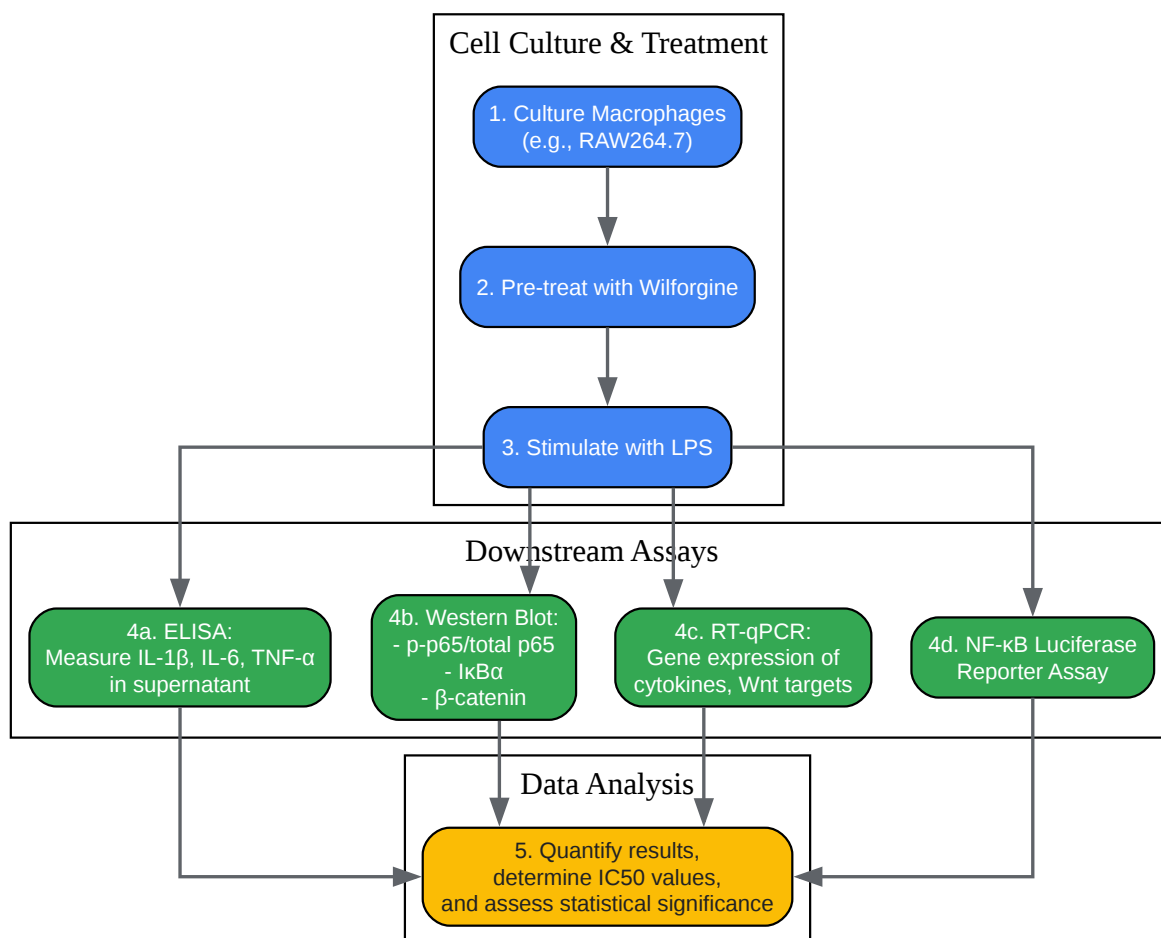 Cell Culture & Treatment
1. Culture Macrophages
(e.g., RAW264.7)
2. Pre-treat with Wilforgine
3. Stimulate with LPS
Downstream Assays
4a. ELISA:
Measure IL-1β, IL-6, TNF-α
in supernatant
4b. Western Blot:
- p-p65/total p65
- IκBα
- β-catenin
4c. RT-qPCR:
Gene expression of
cytokines, Wnt targets
4d. NF-κB Luciferase
Reporter Assay
Data Analysis
5. Quantify results,
determine IC50 values,
and assess statistical significance